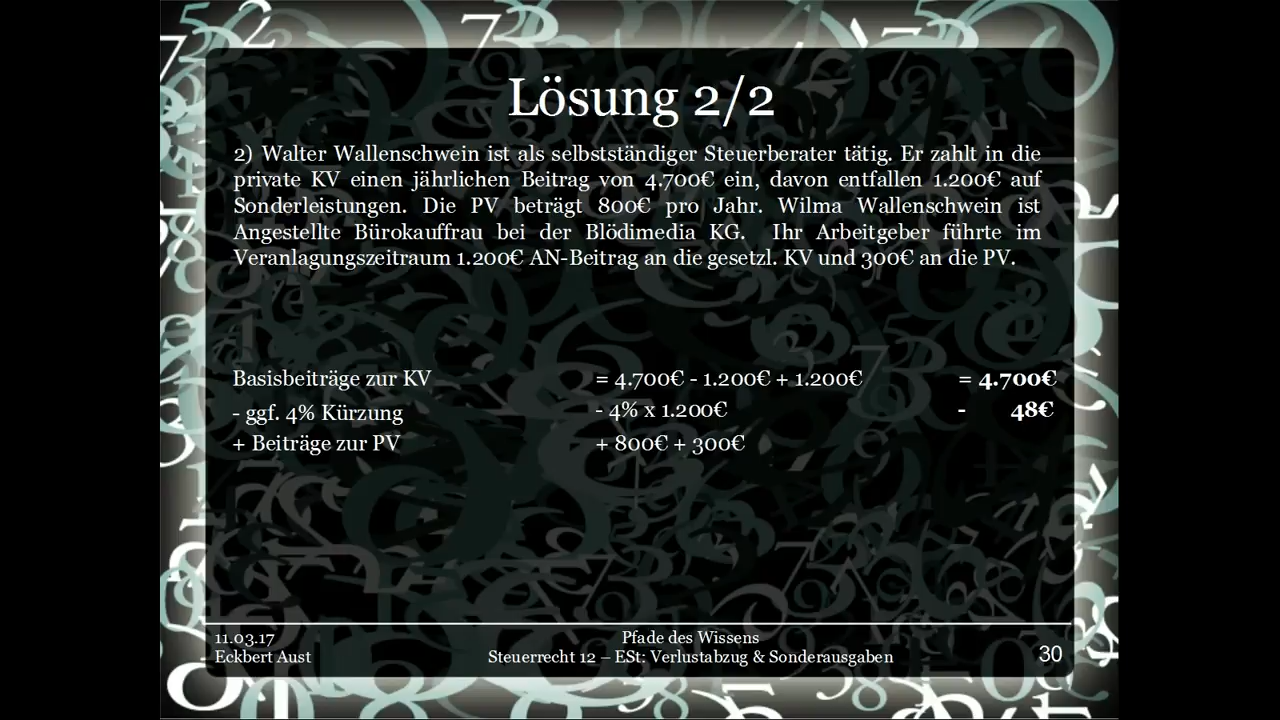 Lösung 2/2
2) Walter Wallenschwein ist als selbstständiger Steuerberater tätig. Er zahlt in die
private KV einen jährlichen Beitrag von 4.700€ ein, davon entfallen 1.200€ auf
Sonderleistungen. Die PV beträgt 800€ pro Jahr. Wilma Wallenschwein ist
Angestellte Bürokauffrau bei der Blödimedia KG. Ihr Arbeitgeber führte im
Veranlagungszeitraum 1.200€ AN-Beitrag an die gesetzl. KV und 300€ an die PV.
Basisbeiträge zur KV = 4.700€ - 1.200€ + 1.200€ = 4.700€
- ggf. 4% Kürzung - 4% x 1.200€ - 48€
+ Beiträge zur PV + 800€ + 300€
11.03.17 Pfade des Wissens
Eckbert Aust Steuerrecht 12 – ESt: Verlustabzug & Sonderausgaben 30